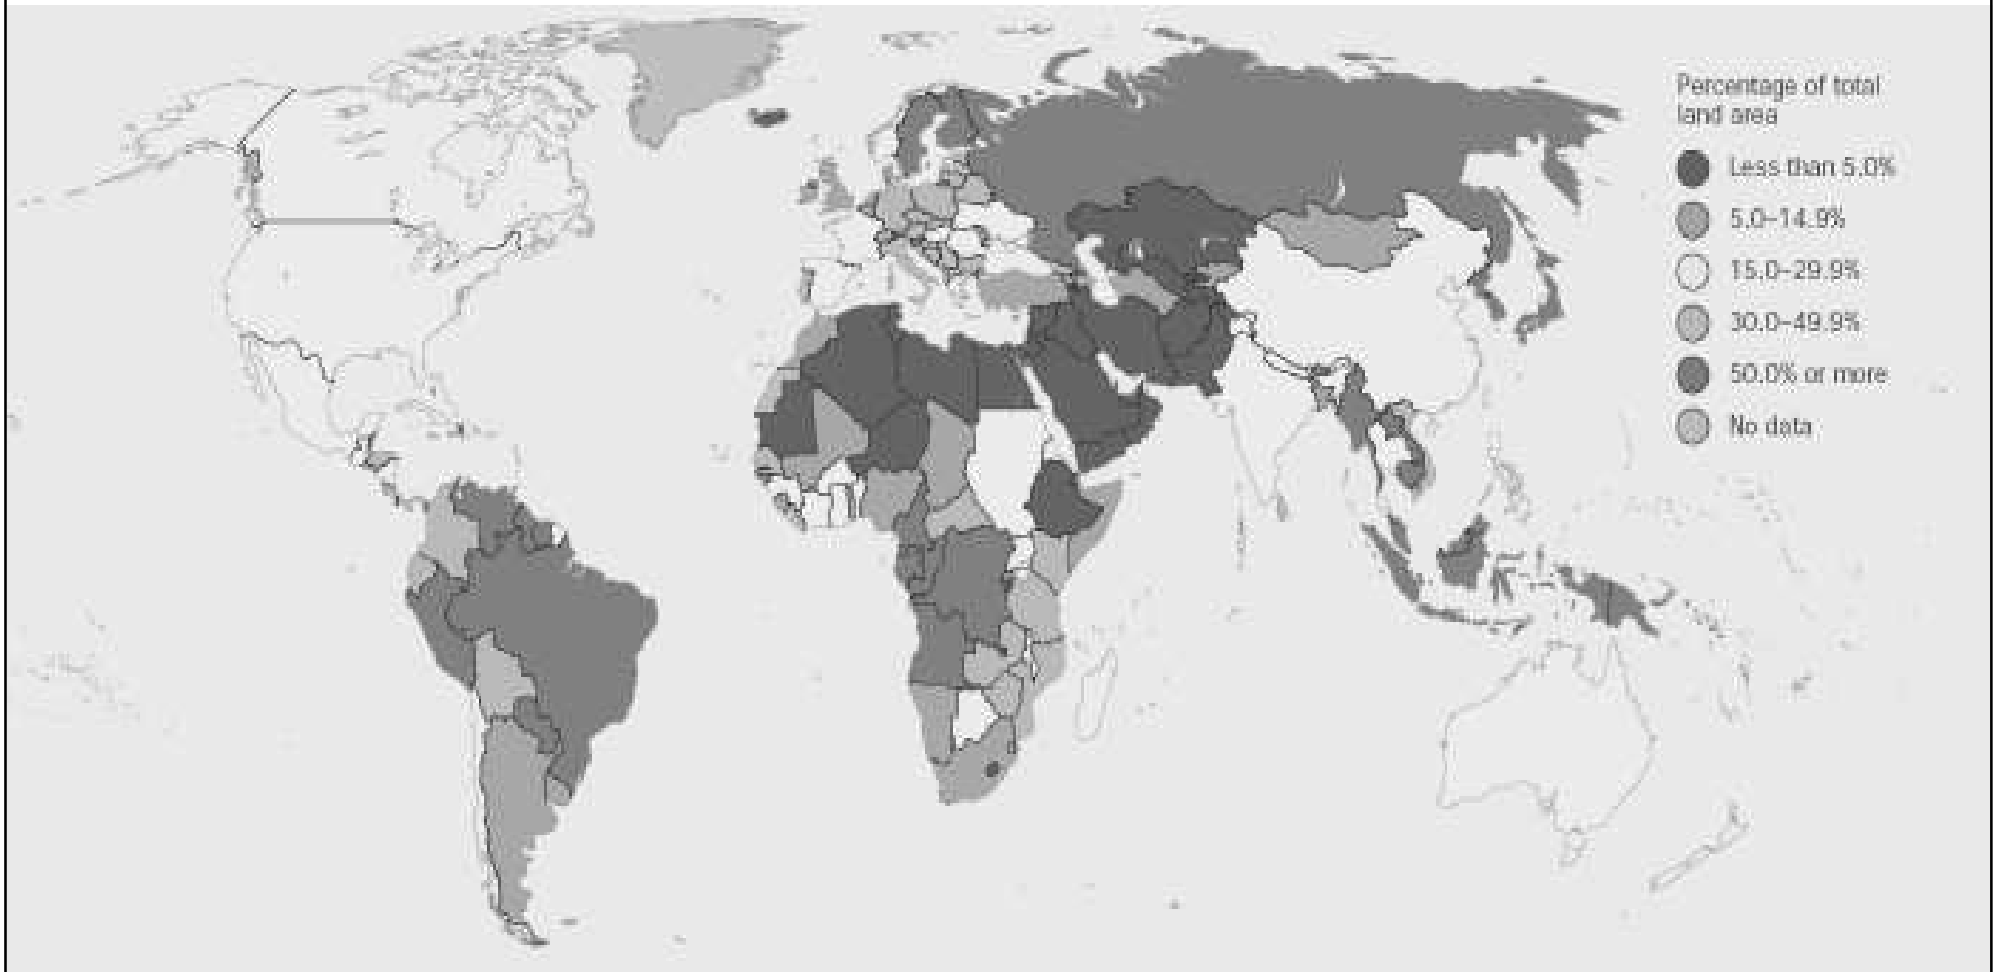 Percentage of total
land area
Less than 5.0%
5.0–14.9%
15.0–29.9%
30.0–49.9%
50.0% or more
No data